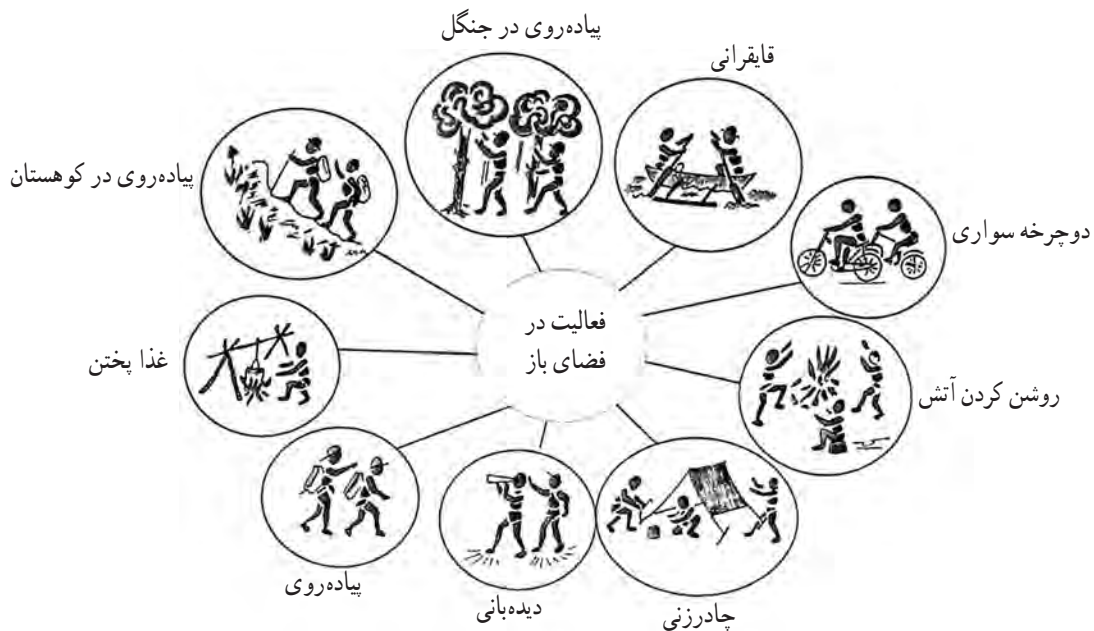 پیاده‌روی در جنگل
قایقرانی
پیاده‌روی در کوهستان
دوچرخه سواری
فعالیت در
فضای باز
غذا پختن
روشن کردن آتش
پیاده‌روی
دیده‌بانی
چادرزنی